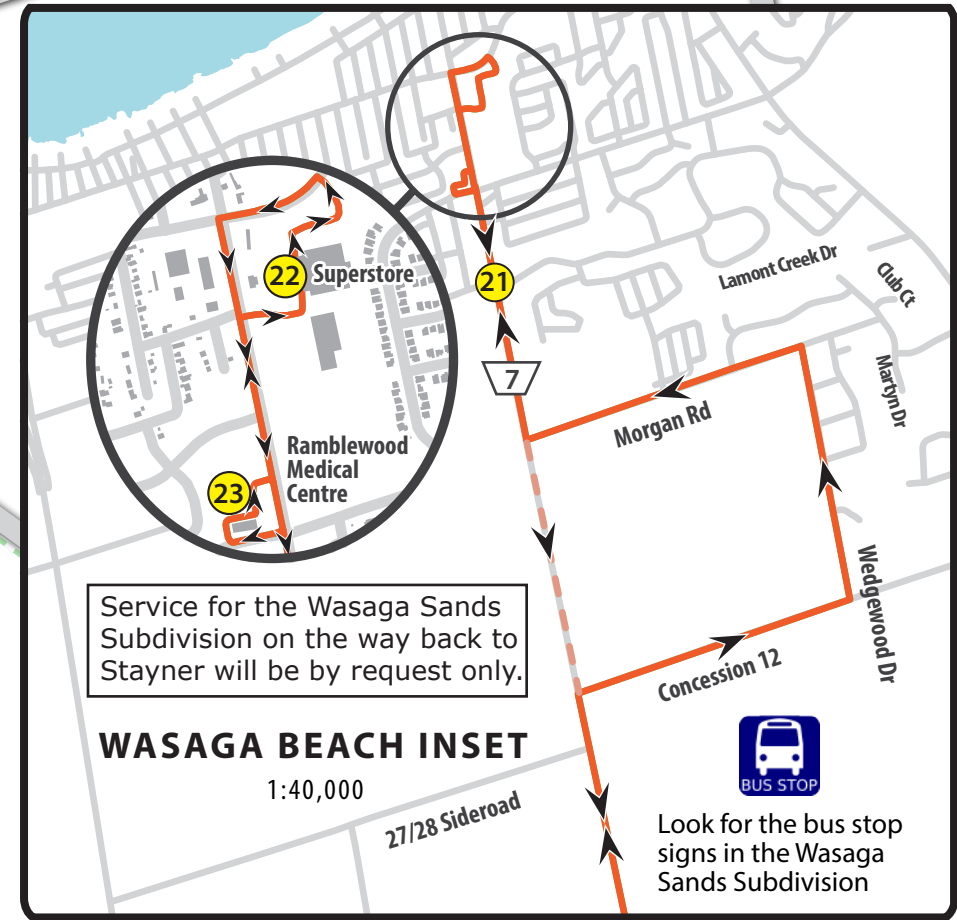 22
Superstore
21
Lamont Creek Dr
Club Ct
7
Martyn Dr
Morgan Rd
Ramblewood
Medical
Centre
23
Wedgewood Dr
Service for the Wasaga Sands
Subdivision on the way back to
Stayner will be by request only.
Concession 12
WASAGA BEACH INSET
1:40,000
BUS STOP
27/28 Sideroad
Look for the bus stop
signs in the Wasaga
Sands Subdivision